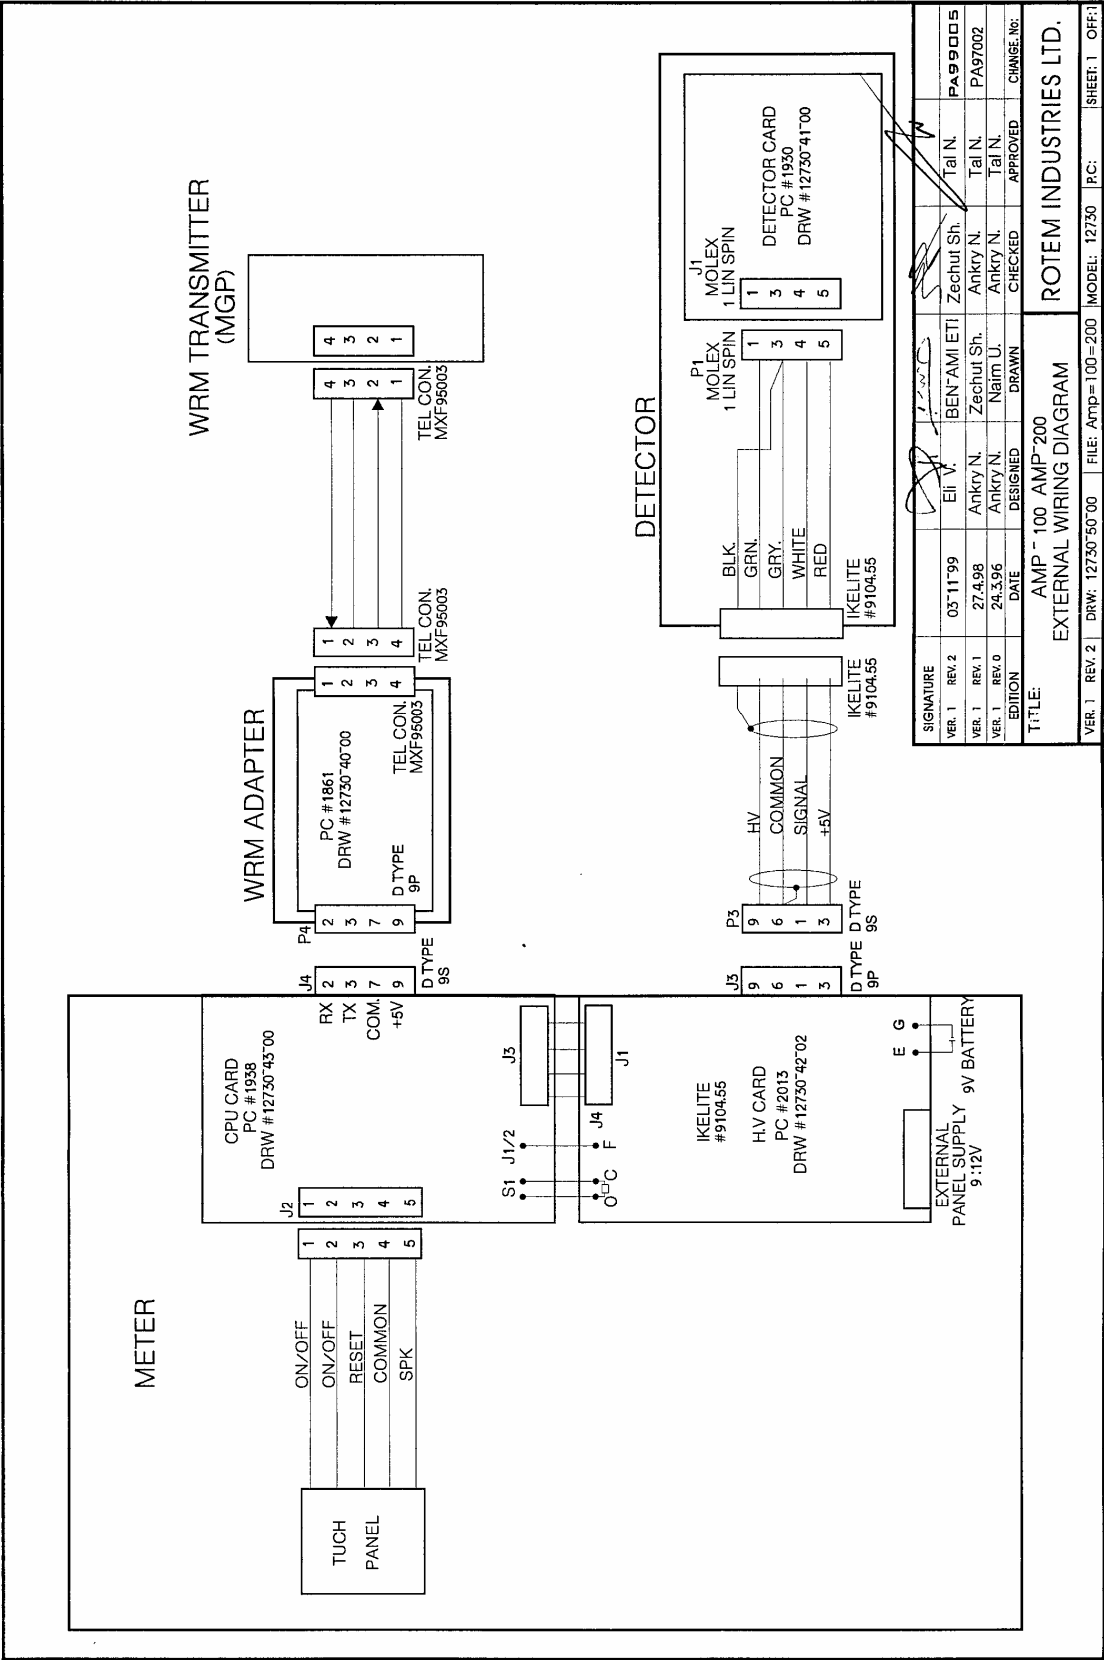 METER
TUCH
PANEL
ON/OFF
ON/OFF
RESET
COMMON
SPK
1
2
3
4
5
J2
1
2
3
4
5
CPU CARD
PC #1938
DRW #12730-43-00
RX
TX
COM.
+5V
J4
2
3
7
9
D TYPE
9S
S1
J1/2
J3
O
C
F
J4
J1
IKELITE
#9104.55
H.V CARD
PC #2013
DRW #12730-42-02
E
G
9V BATTERY
EXTERNAL
PANEL SUPPLY
9÷12V
J3
9
6
1
3
D TYPE
9P
WRM ADAPTER
P4
2
3
7
9
D TYPE
9P
PC #1861
DRW #12730-40-00
TEL CON.
MXF95003
1
2
3
4
1
2
3
4
TEL CON.
MXF95003
WRM TRANSMITTER
(MGP)
4
3
2
1
TEL CON.
MXF95003
4
3
2
1
P3
9
6
1
3
D TYPE
9S
HV
COMMON
SIGNAL
+5V
IKELITE
#9104.55
DETECTOR
IKELITE
#9104.55
BLK.
GRN.
GRY.
WHITE
RED
P1
MOLEX
1 LIN SPIN
1
3
4
5
J1
MOLEX
1 LIN SPIN
1
3
4
5
DETECTOR CARD
PC #1930
DRW #12730-41-00
SIGNATURE
VER. 1 REV. 2 03-11-99 Eli V. BEN-AMI ETI Zechut Sh. Tal N. PA99005
VER. 1 REV. 1 27.4.98 Ankry N. Zechut Sh. Ankry N. Tal N. PA97002
VER. 1 REV. 0 24.3.96 Ankry N. Naim U. Ankry N. Tal N.
EDITION DATE DESIGNED DRAWN CHECKED APPROVED CHANGE. No:
TITLE: AMP - 100 AMP-200
EXTERNAL WIRING DIAGRAM
ROTEM INDUSTRIES LTD.
VER. 1 REV. 2 DRW: 12730-50-00 FILE: Amp=100=200 MODEL: 12730 P.C: SHEET: 1 OFF:1